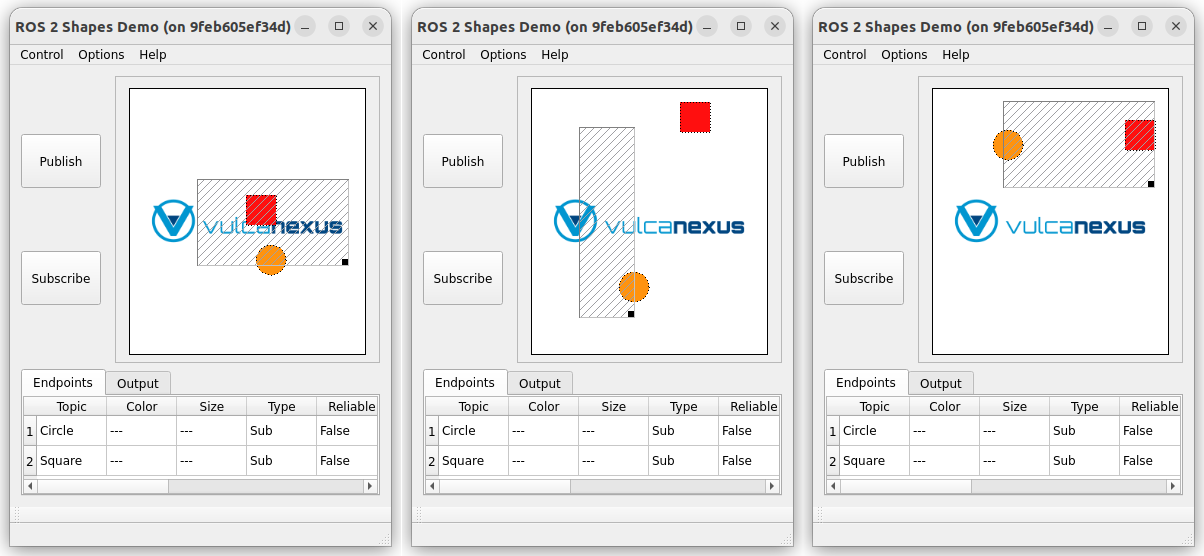 ROS 2 Shapes Demo (on 9feb605ef34d)
Control Options Help
Publish
vulcanexus
Subscribe
Endpoints Output
Topic Color Size Type Reliable
1 Circle --- --- Sub False
2 Square --- --- Sub False
ROS 2 Shapes Demo (on 9feb605ef34d)
Control Options Help
Publish
vulcanexus
Subscribe
Endpoints Output
Topic Color Size Type Reliable
1 Circle --- --- Sub False
2 Square --- --- Sub False
ROS 2 Shapes Demo (on 9feb605ef34d)
Control Options Help
Publish
vulcanexus
Subscribe
Endpoints Output
Topic Color Size Type Reliable
1 Circle --- --- Sub False
2 Square --- --- Sub False